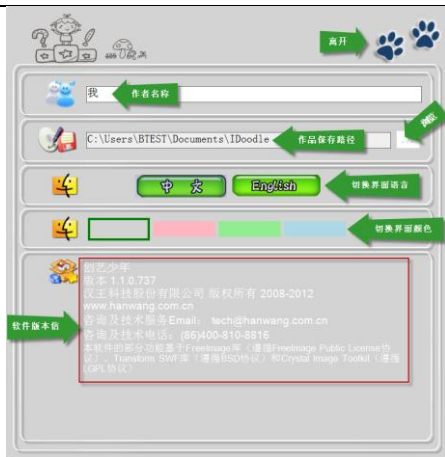 离开
我
作者名称
C:\Users\BTEST\Documents\IDoodle
作品保存路径
中 文
English
切换界面语言
切换界面颜色
创艺少年
版本 1.1.0.737
汉王科技股份有限公司 版权所有 2008-2012
www.hanwang.com.cn
咨询及技术服务Email: tech@hanwang.com.cn
咨询及技术电话: (86)400-810-8816
软件版本信
本软件的部分功能基于FreeImage库（遵循FreeImage Public License协
议）、Transform SWF库（遵循BSD协议）和Crystal Image Toolkit（遵循
LGPL协议）